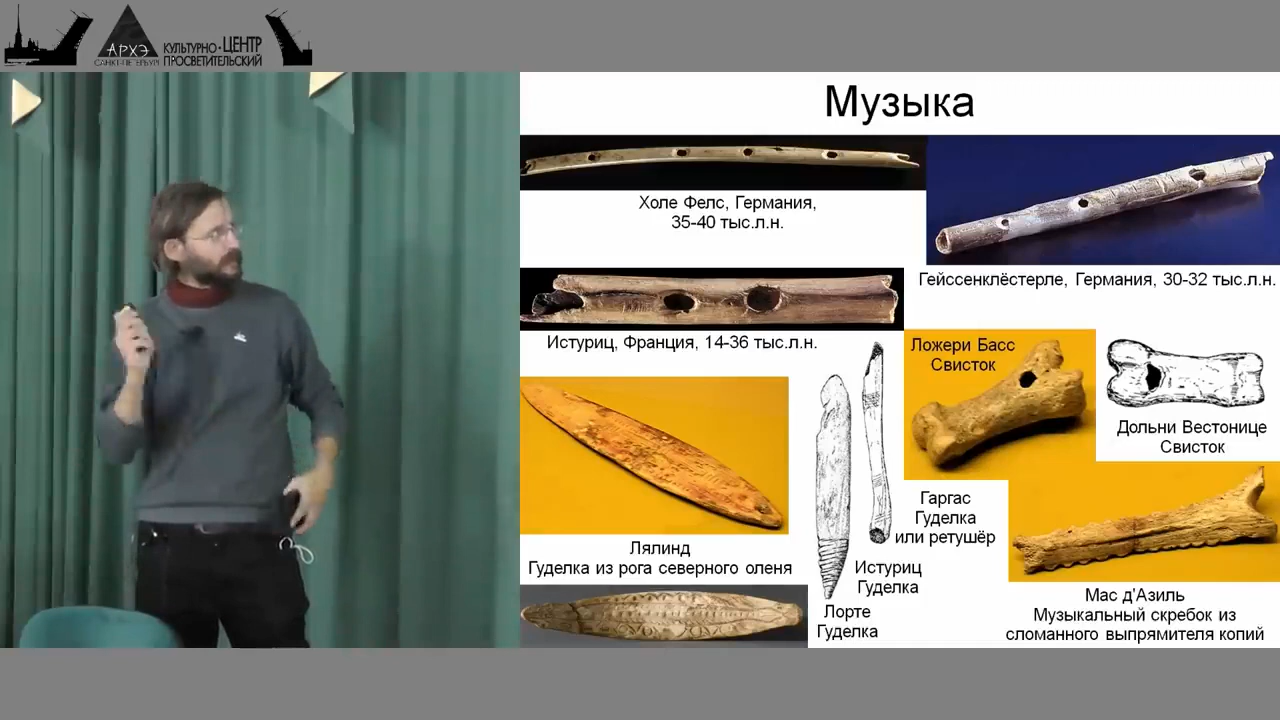 АРХЭ
САНКТ-ПЕТЕРБУРГ
КУЛЬТУРНО-ЦЕНТР
ПРОСВЕТИТЕЛЬСКИЙ
Музыка
Холе Фелс, Германия,
35-40 тыс.л.н.
Гейссенклёстерле, Германия, 30-32 тыс.л.н.
Истуриц, Франция, 14-36 тыс.л.н.
Ложери Басс
Свисток
Дольни Вестонице
Свисток
Гаргас
Гуделка
или ретушёр
Лялинд
Гуделка из рога северного оленя
Истуриц
Гуделка
Лорте
Гуделка
Мас д'Азиль
Музыкальный скребок из
сломанного выпрямителя копий